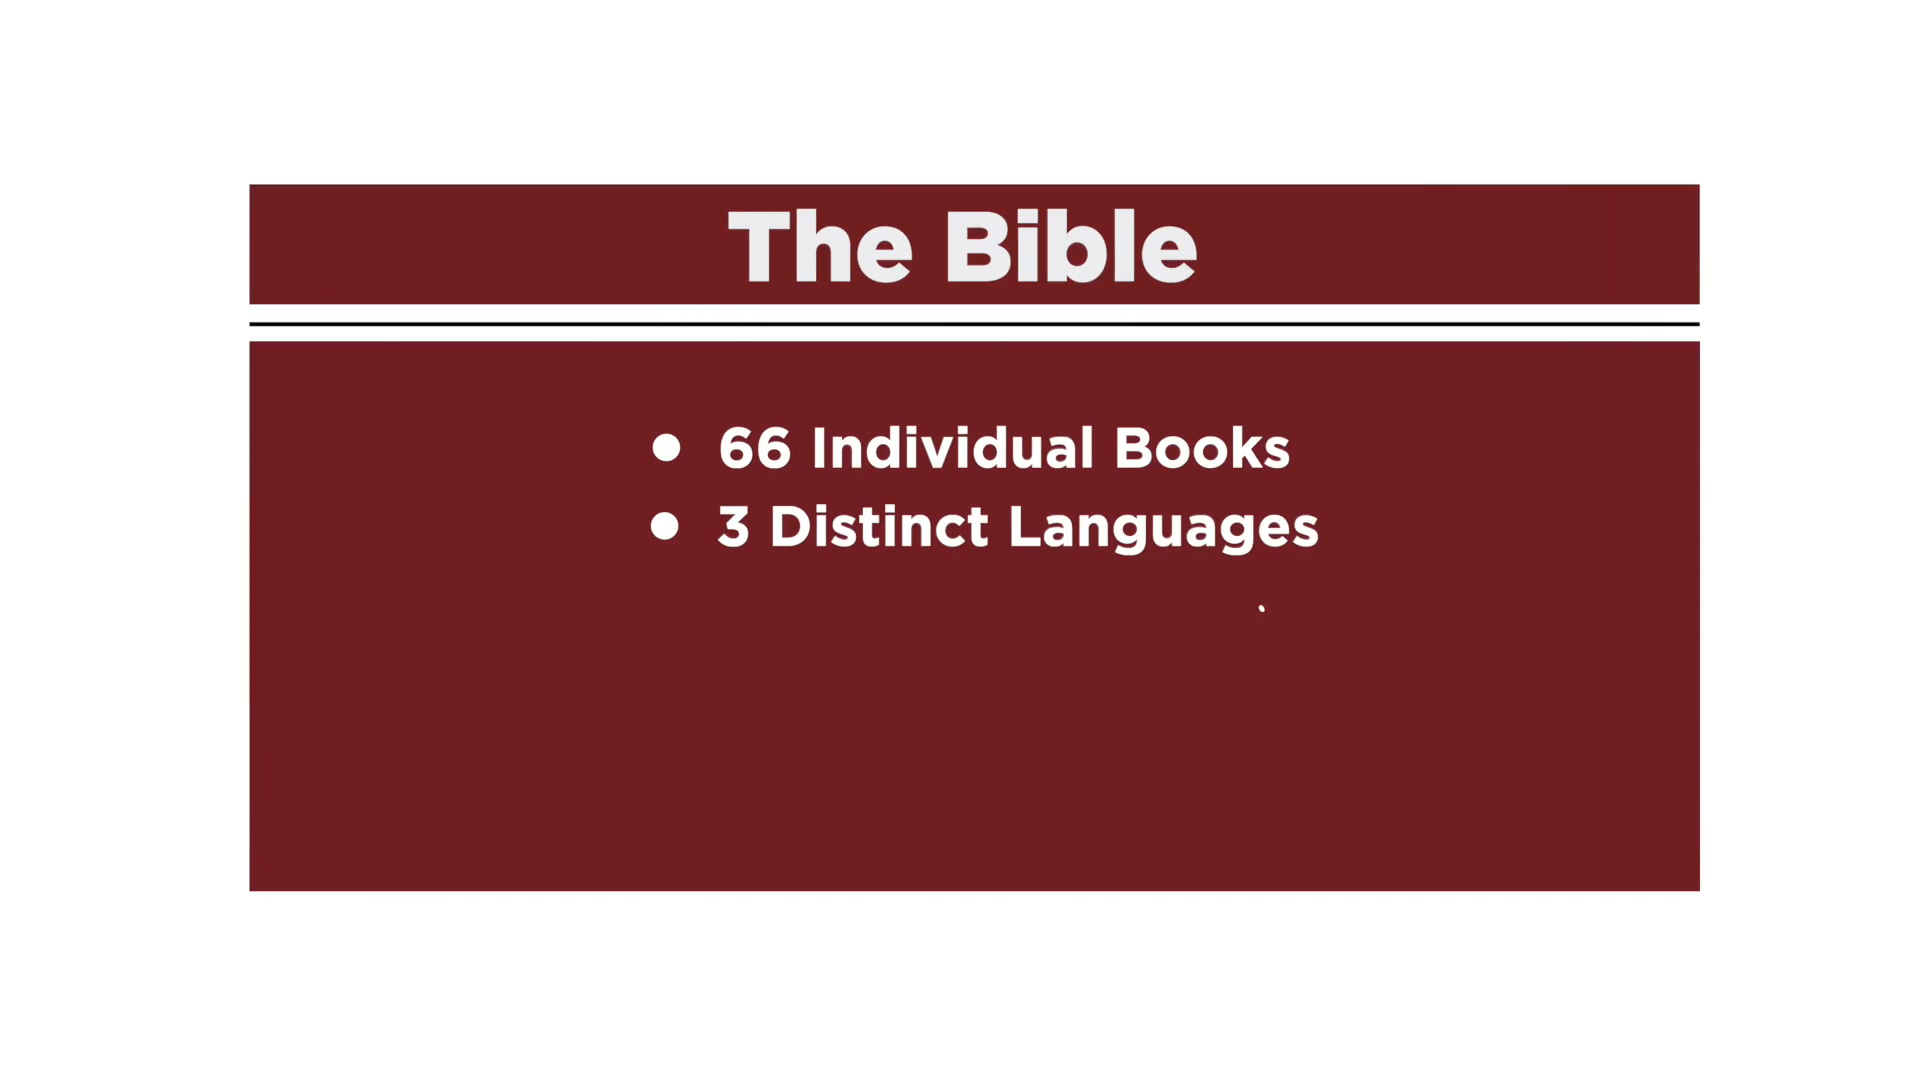 The Bible
• 66 Individual Books
• 3 Distinct Languages